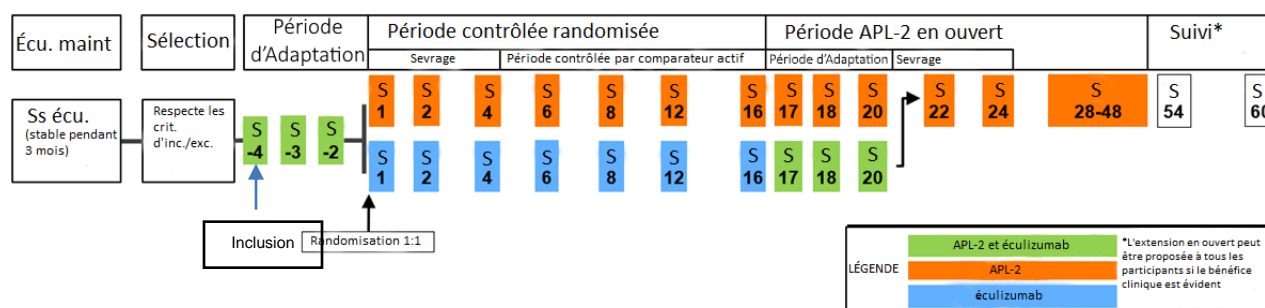 Écu. maint
Sélection
Période
d'Adaptation
Période contrôlée randomisée
Sevrage
Période contrôlée par comparateur actif
Période APL-2 en ouvert
Période d'Adaptation
Sevrage
Suivi*
Ss écu.
(stable pendant
3 mois)
Respecte les
crit.
d'inc./exc.
S
-4
S
-3
S
-2
S
1
S
2
S
4
S
6
S
8
S
12
S
16
S
17
S
18
S
20
S
22
S
24
S
28-48
S
54
S
60
S
1
S
2
S
4
S
6
S
8
S
12
S
16
S
17
S
18
S
20
Inclusion
Randomisation 1:1
LÉGENDE
APL-2 et éculizumab
APL-2
éculizumab
*L'extension en ouvert peut
être proposée à tous les
participants si le bénéfice
clinique est évident